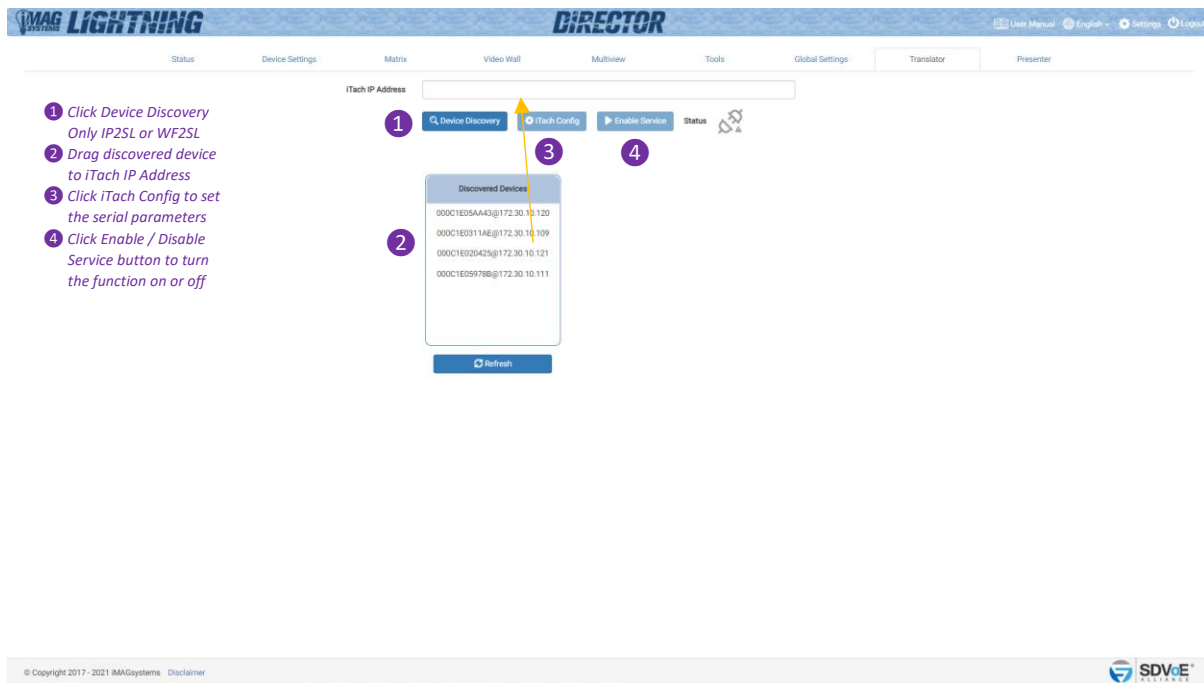 iMAG SYSTEMS LIGHTNING
DiRECTOR
User Manual English Settings Logout
Status Device Settings Matrix Video Wall Multiview Tools Global Settings Translator Presenter
iTach IP Address
1 Click Device Discovery
Only IP2SL or WF2SL
2 Drag discovered device
to iTach IP Address
3 Click iTach Config to set
the serial parameters
4 Click Enable / Disable
Service button to turn
the function on or off
1 Device Discovery iTach Config Enable Service Status
3 4
Discovered Devices
000C1E05AA43@172.30.10.120
000C1E0311AE@172.30.10.109
2
000C1E020425@172.30.10.121
000C1E05978B@172.30.10.111
Refresh
© Copyright 2017 - 2021 iMAGsystems Disclaimer
SDVoE
ALLIANCE